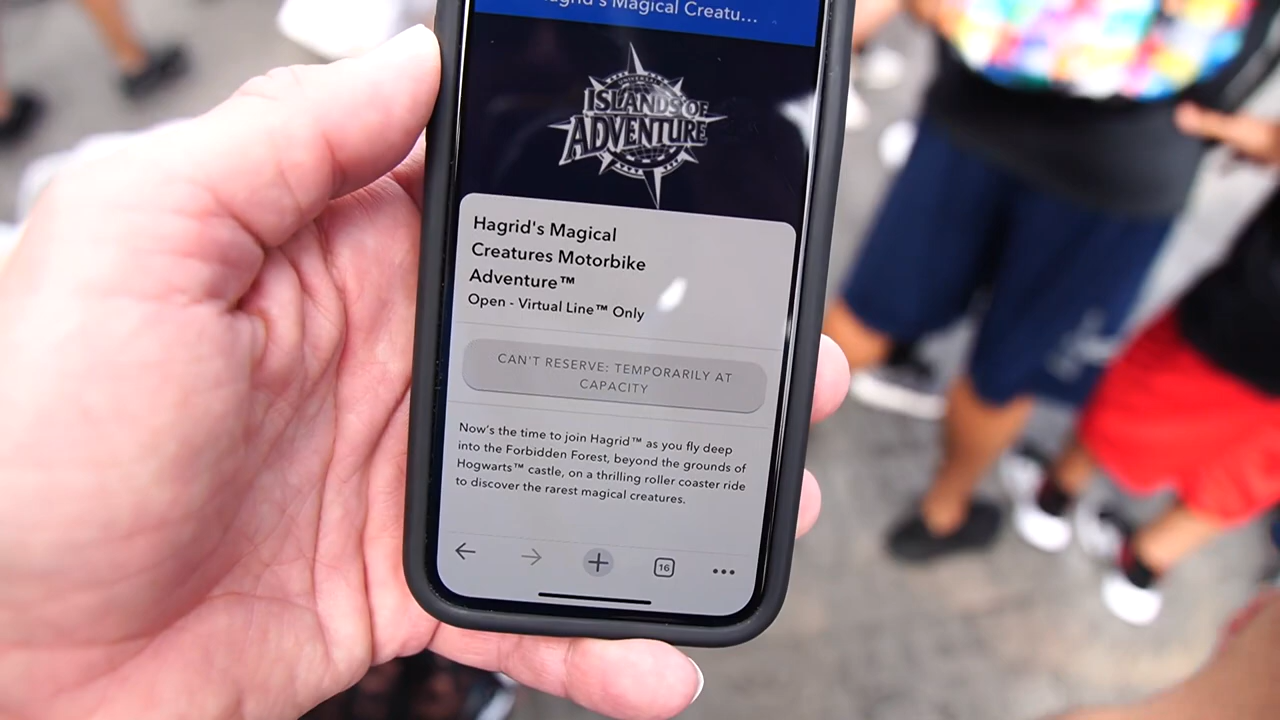 Hagrid's Magical Creatu...
UNIVERSAL
ISLANDS OF
ADVENTURE
Hagrid's Magical
Creatures Motorbike
Adventure™
Open - Virtual Line™ Only
CAN'T RESERVE: TEMPORARILY AT
CAPACITY
Now's the time to join Hagrid™ as you fly deep
into the Forbidden Forest, beyond the grounds of
Hogwarts™ castle, on a thrilling roller coaster ride
to discover the rarest magical creatures.
16